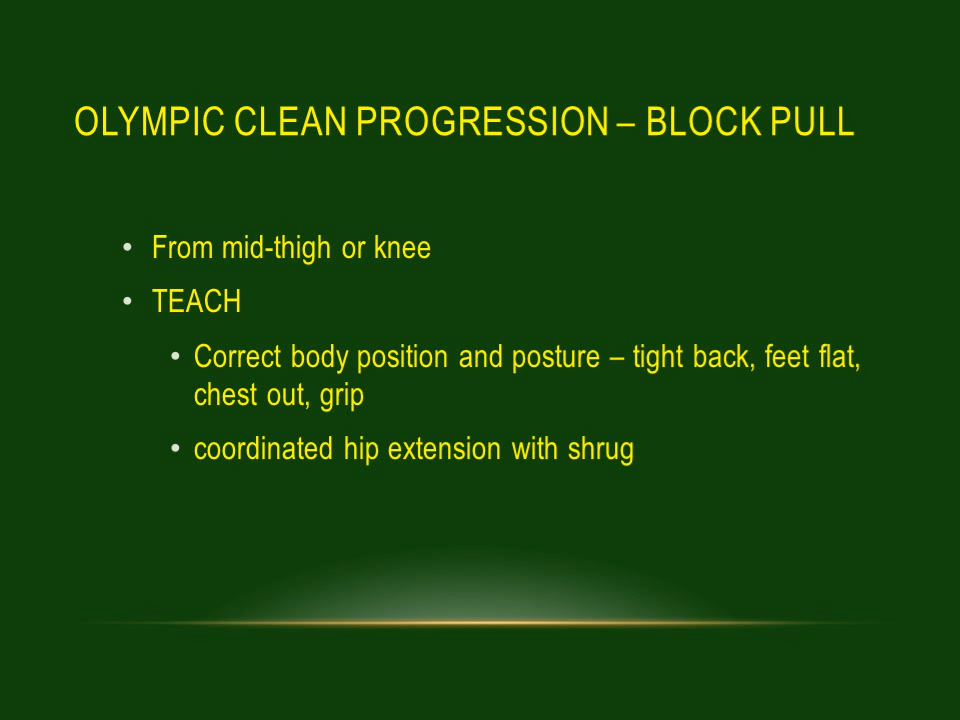 OLYMPIC CLEAN PROGRESSION – BLOCK PULL
• From mid-thigh or knee
• TEACH
• Correct body position and posture – tight back, feet flat,
chest out, grip
• coordinated hip extension with shrug